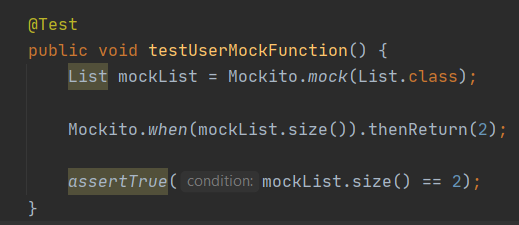 @Test
public void testUserMockFunction() {
List mockList = Mockito.mock(List.class);
Mockito.when(mockList.size()).thenReturn(2);
assertTrue( condition: mockList.size() == 2);
}